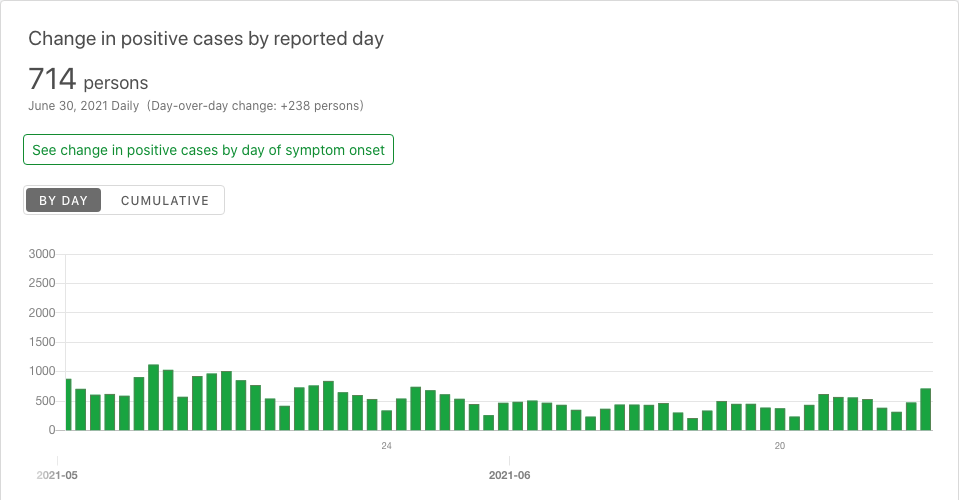 Change in positive cases by reported day
714 persons
June 30, 2021 Daily (Day-over-day change: +238 persons)
See change in positive cases by day of symptom onset
BY DAY CUMULATIVE
3000
2500
2000
1500
1000
500
0
24 20
2021-05 2021-06